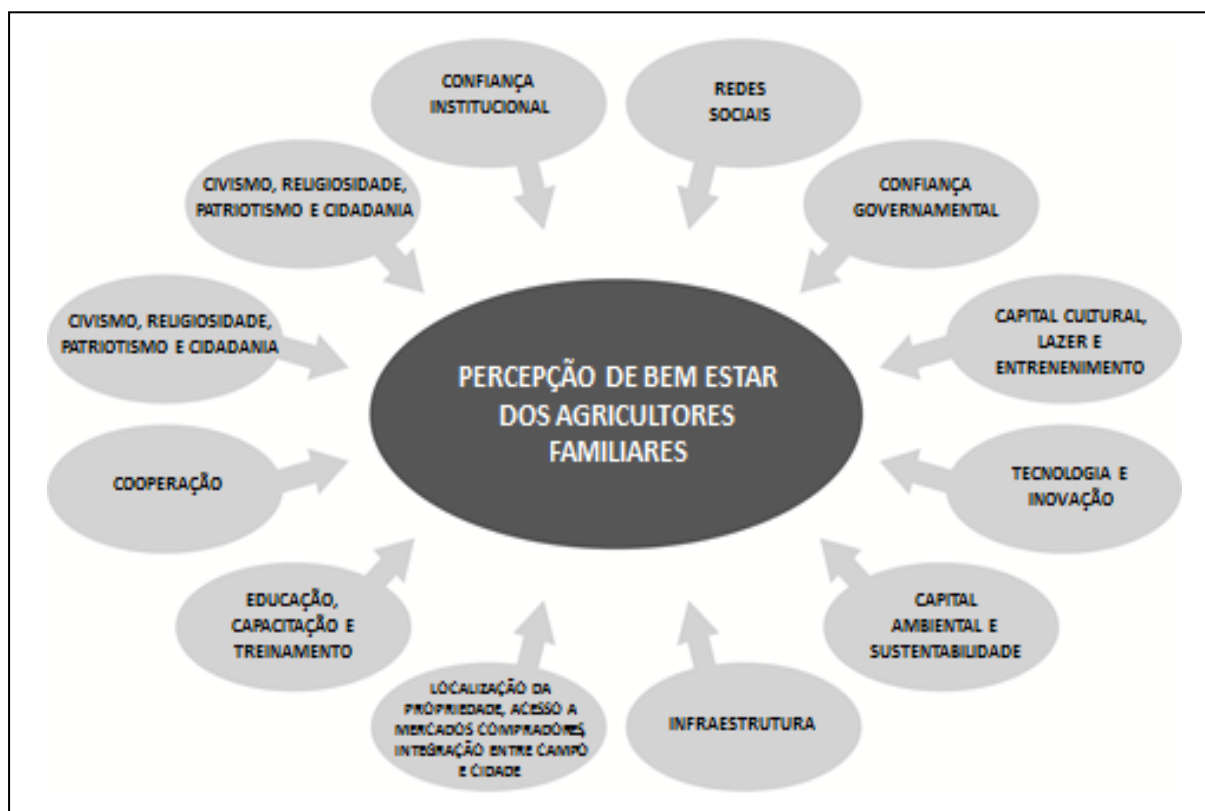 CONFIANÇA
INSTITUCIONAL
REDES
SOCIAIS
CIVISMO, RELIGIOSIDADE,
PATRIOTISMO E CIDADANIA
CONFIANÇA
GOVERNAMENTAL
CIVISMO, RELIGIOSIDADE,
PATRIOTISMO E CIDADANIA
CAPITAL CULTURAL,
LAZER E
ENTRENENIMENTO
PERCEPÇÃO DE BEM ESTAR
DOS AGRICULTORES
FAMILIARES
COOPERAÇÃO
TECNOLOGIA E
INOVAÇÃO
EDUCAÇÃO,
CAPACITAÇÃO E
TREINAMENTO
CAPITAL
AMBIENTAL E
SUSTENTABILIDADE
LOCALIZAÇÃO DA
PROPRIEDADE, ACESSO A
MERCADOS COMPRADORES,
INTEGRAÇÃO ENTRE CAMPO
E CIDADE
INFRAESTRUTURA